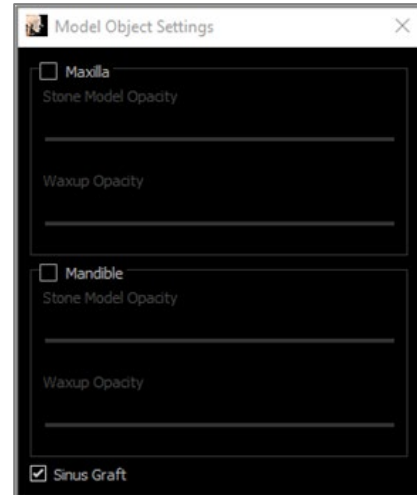 Model Object Settings
Maxilla
Stone Model Opacity
Waxup Opacity
Mandible
Stone Model Opacity
Waxup Opacity
Sinus Graft